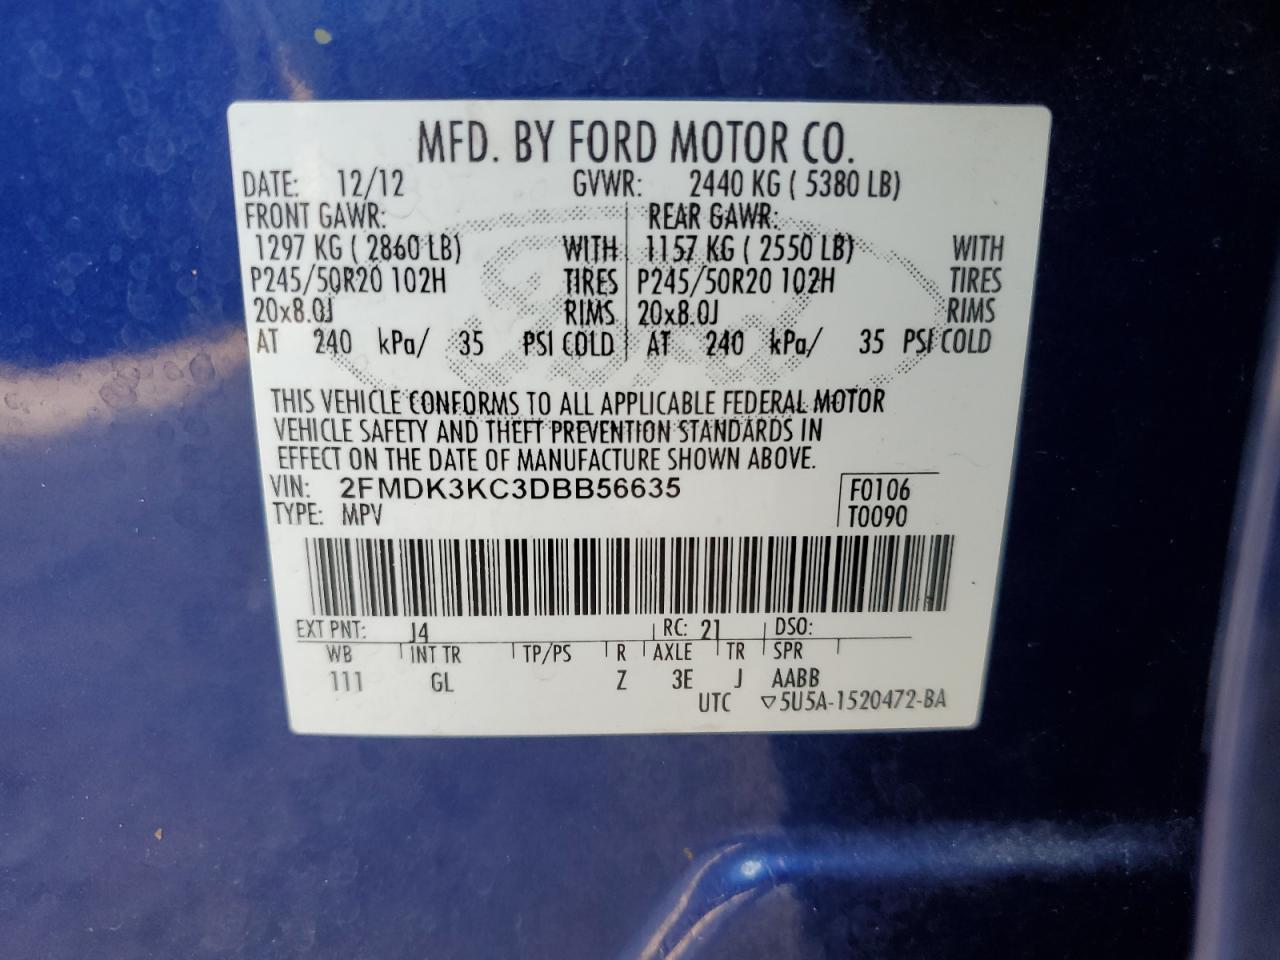 MFD. BY FORD MOTOR CO.
DATE: 12/12 GVWR: 2440 KG ( 5380 LB)
FRONT GAWR: REAR GAWR:
1297 KG ( 2860 LB) WITH 1157 KG ( 2550 LB) WITH
P245/50R20 102H TIRES P245/50R20 102H TIRES
20x8.0J RIMS 20x8.0J RIMS
AT 240 kPa/ 35 PSI COLD AT 240 kPa/ 35 PSI COLD
THIS VEHICLE CONFORMS TO ALL APPLICABLE FEDERAL MOTOR
VEHICLE SAFETY AND THEFT PREVENTION STANDARDS IN
EFFECT ON THE DATE OF MANUFACTURE SHOWN ABOVE.
VIN: 2FMDK3KC3DBB56635 F0106
TYPE: MPV T0090
EXT PNT: J4 RC: 21 DSO:
WB INT TR TP/PS R AXLE TR SPR
111 GL Z 3E J AABB
UTC ▽5U5A-1520472-BA